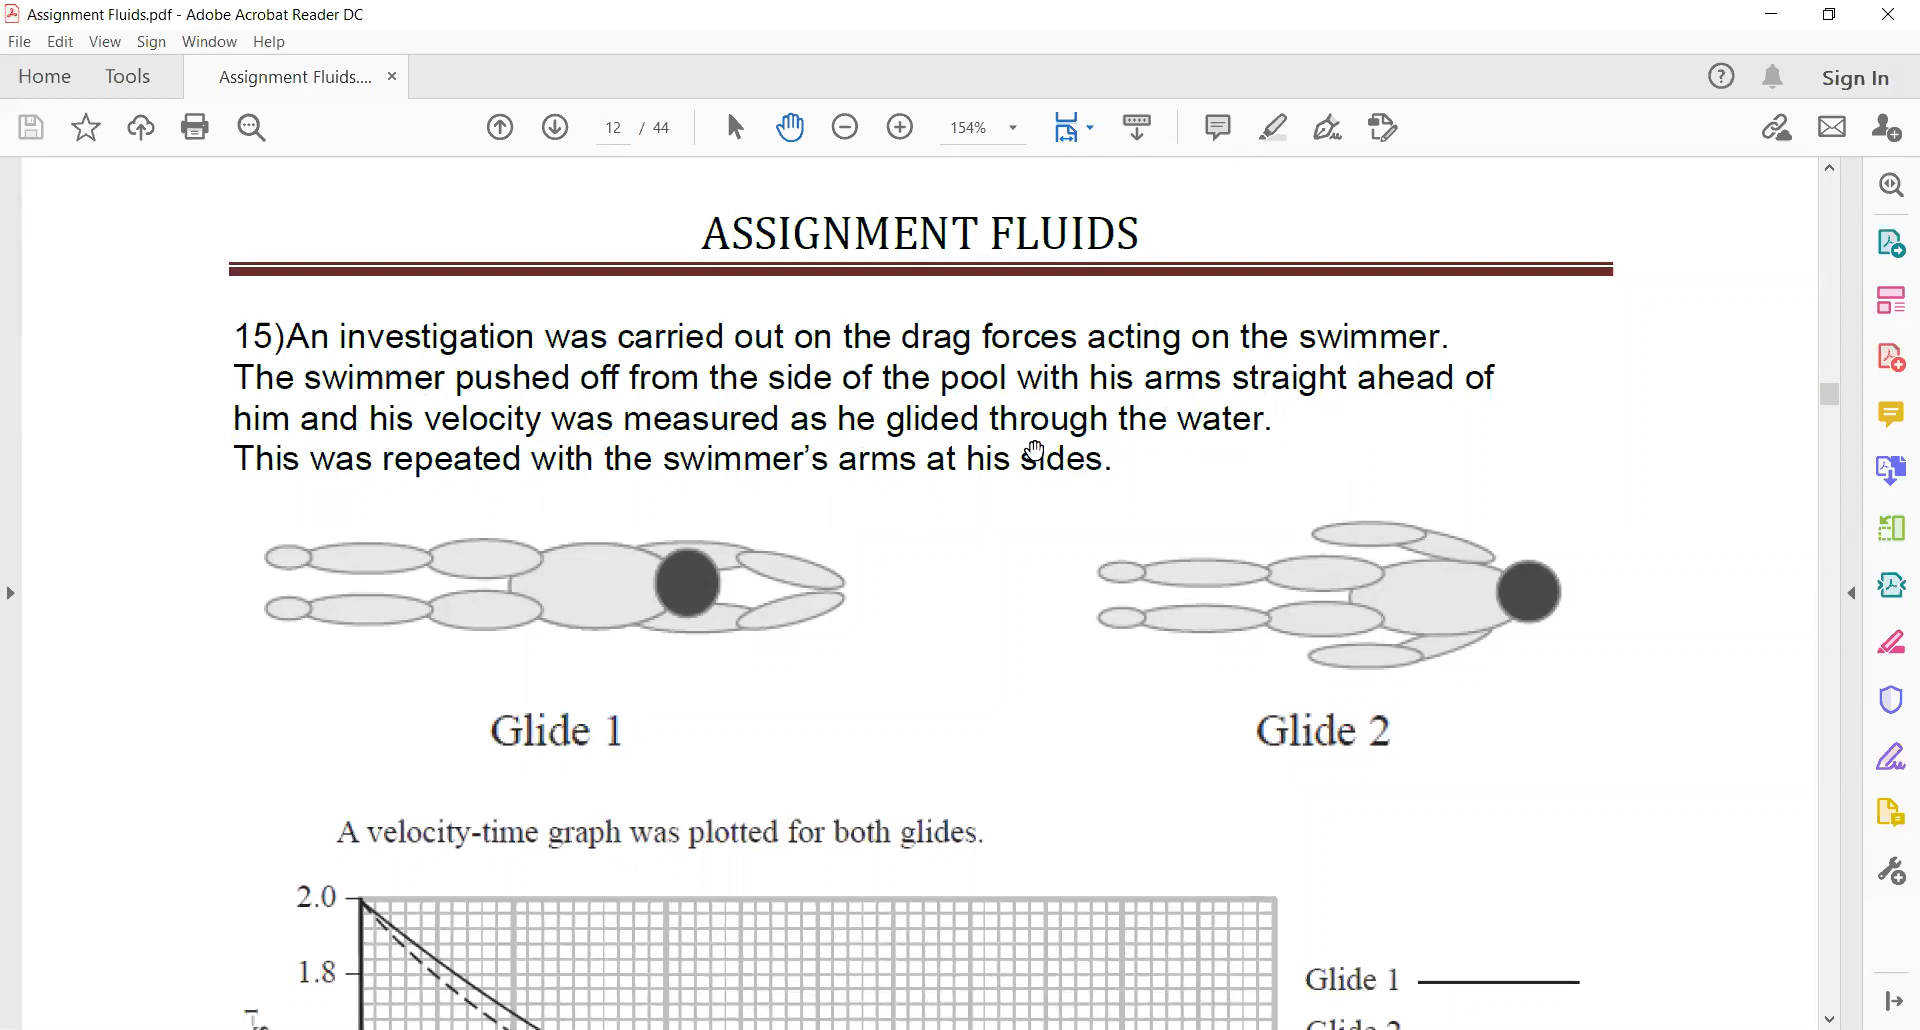 Assignment Fluids.pdf - Adobe Acrobat Reader DC
File Edit View Sign Window Help
Home Tools Assignment Fluids.... × Sign In
12 / 44 154%
ASSIGNMENT FLUIDS
15)An investigation was carried out on the drag forces acting on the swimmer.
The swimmer pushed off from the side of the pool with his arms straight ahead of
him and his velocity was measured as he glided through the water.
This was repeated with the swimmer’s arms at his sides.
Glide 1 Glide 2
A velocity-time graph was plotted for both glides.
2.0
1.8
Glide 1
Glide 2